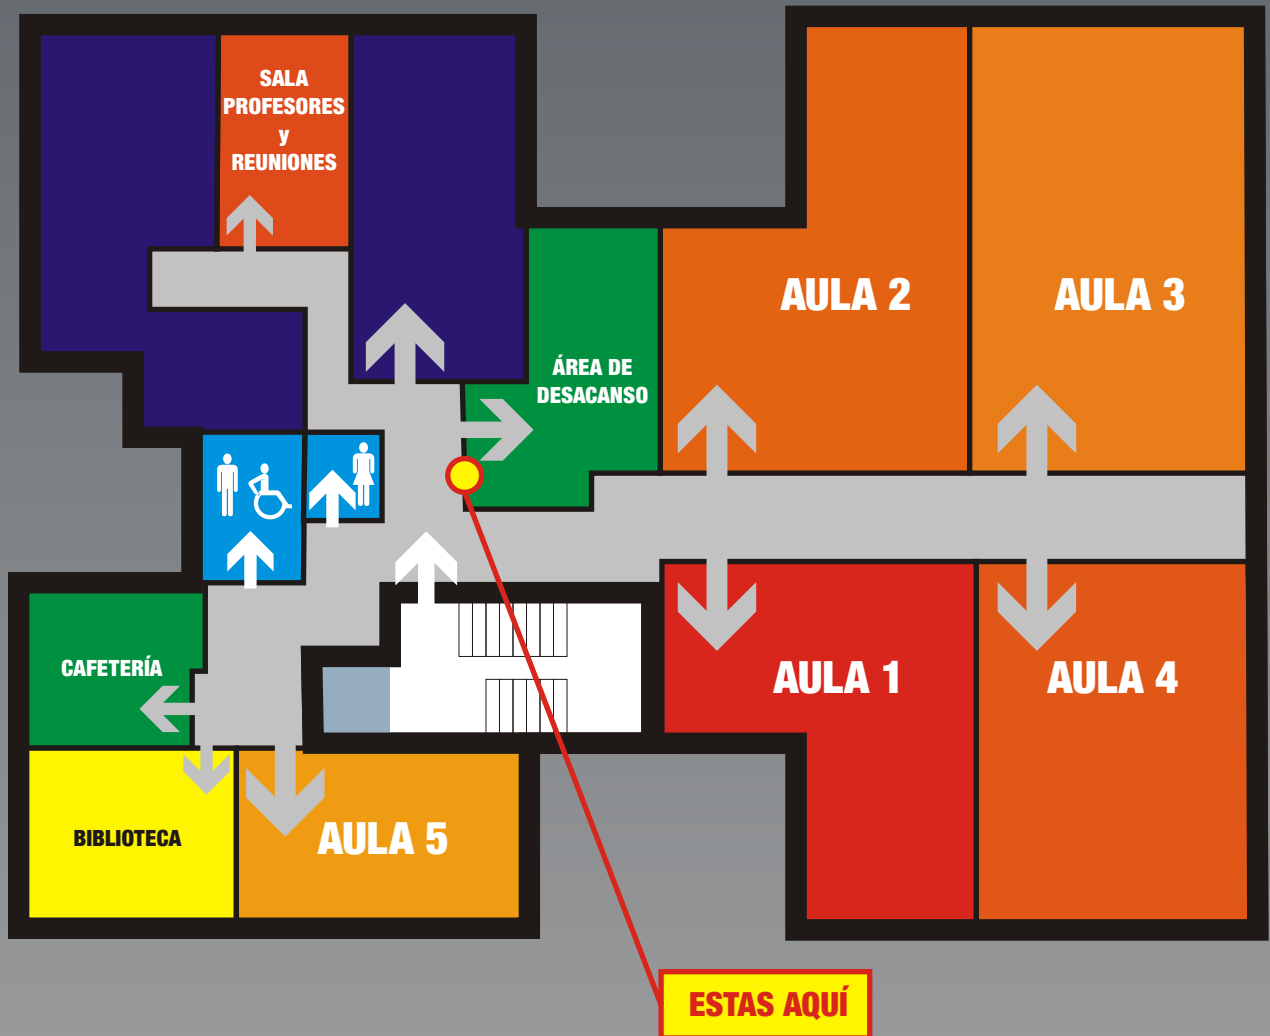 SALA
PROFESORES
y
REUNIONES
AULA 2
AULA 3
ÁREA DE
DESACANSO
CAFETERÍA
AULA 1
AULA 4
BIBLIOTECA
AULA 5
ESTAS AQUÍ